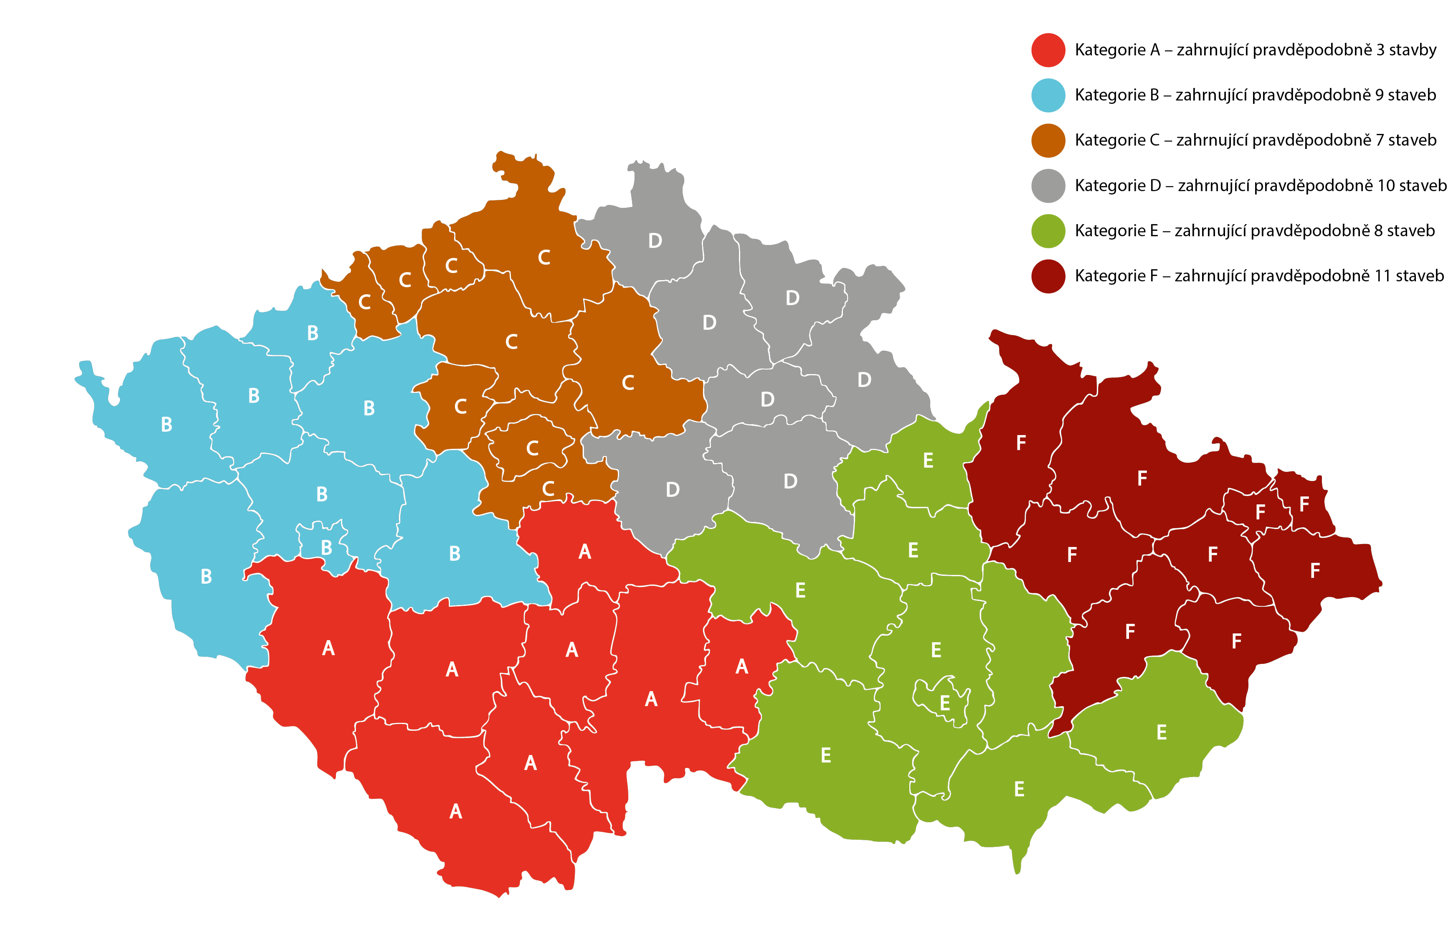 Kategorie A – zahrnující pravděpodobně 3 stavby
Kategorie B – zahrnující pravděpodobně 9 staveb
Kategorie C – zahrnující pravděpodobně 7 staveb
Kategorie D – zahrnující pravděpodobně 10 staveb
Kategorie E – zahrnující pravděpodobně 8 staveb
Kategorie F – zahrnující pravděpodobně 11 staveb
D
C
C
C
C
D
B
D
C
C
D
B
B
C
D
D
B
C
B
F
C
E
F
C
D
D
B
F
F
B
A
B
E
F
F
B
E
F
A
A
E
F
F
A
A
A
E
E
E
A
E
E
A